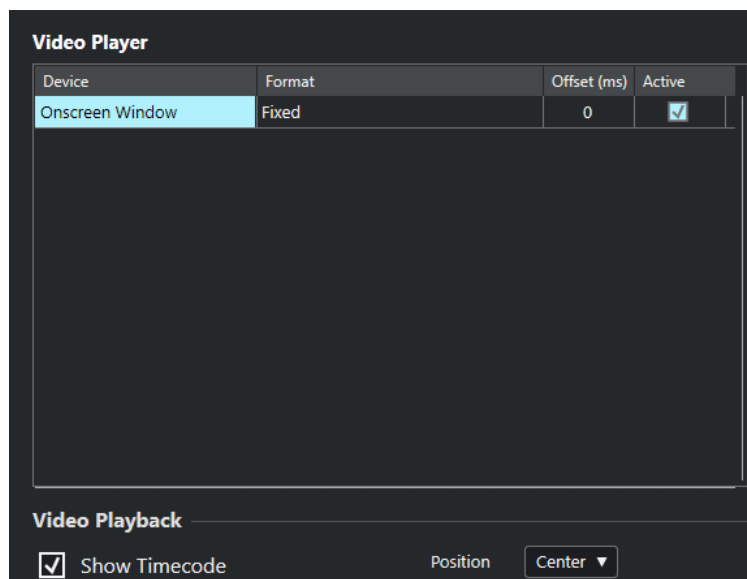 Video Player
Device Format Offset (ms) Active
Onscreen Window Fixed 0
Video Playback
Show Timecode Position Center